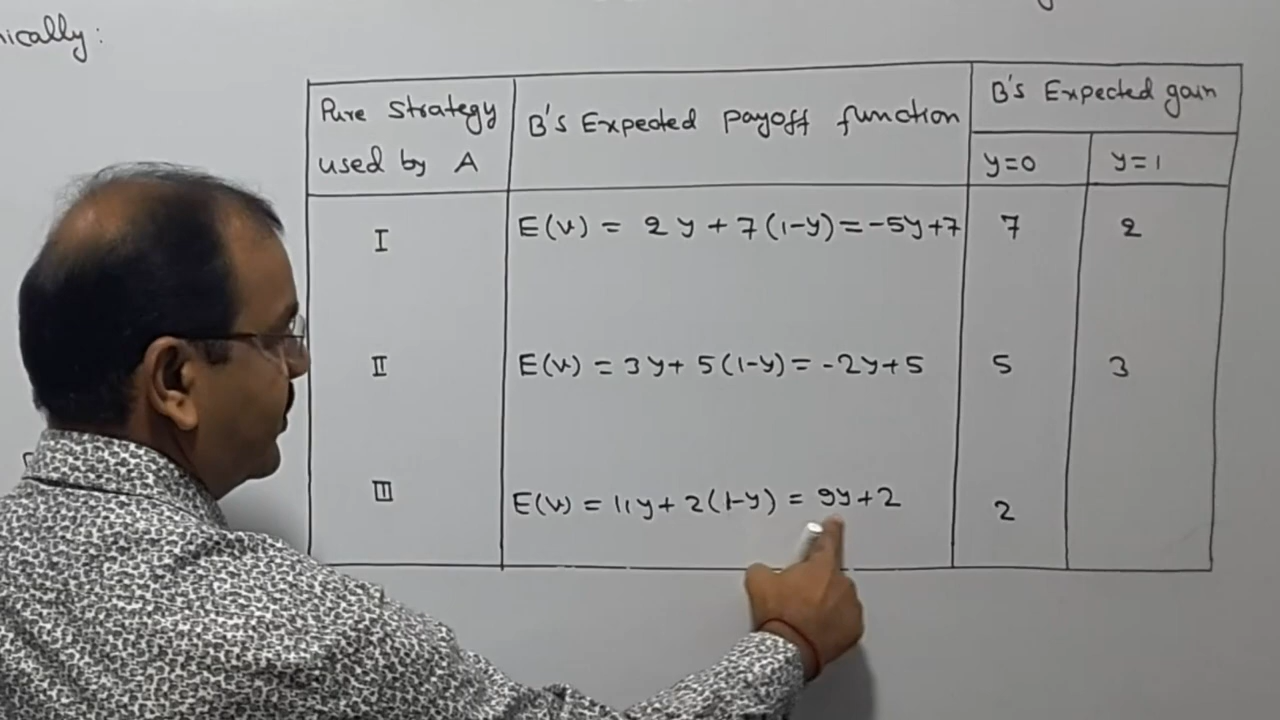 nically:
Pure strategy used by A
B's Expected payoff function
B's Expected gain
y=0 y=1
I E(v) = 2y+7(1-y)=-5y+7 7 2
II E(v) = 3y+5(1-y)=-2y+5 5 3
III E(v) = 11y+2(1-y) = 9y+2 2